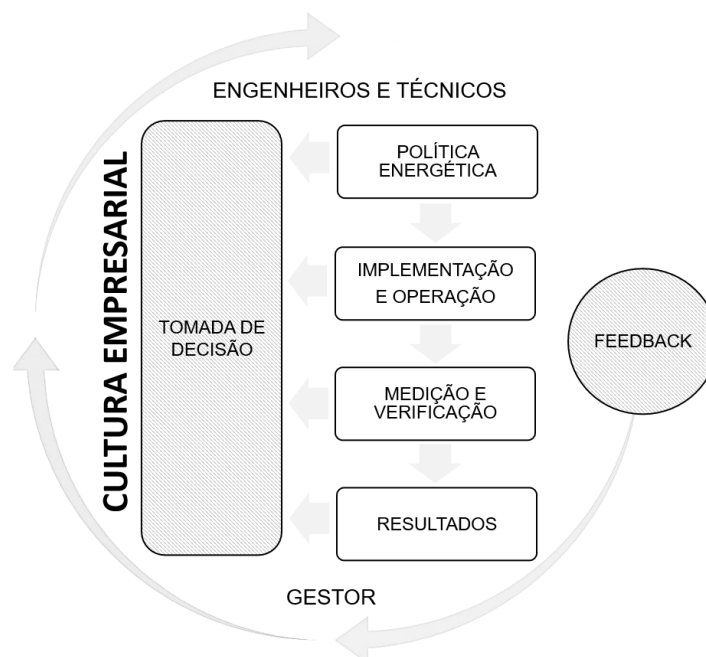 ENGENHEIROS E TÉCNICOS
CULTURA EMPRESARIAL
TOMADA DE
DECISÃO
POLÍTICA
ENERGÉTICA
IMPLEMENTAÇÃO
E OPERAÇÃO
MEDIÇÃO E
VERIFICAÇÃO
RESULTADOS
FEEDBACK
GESTOR